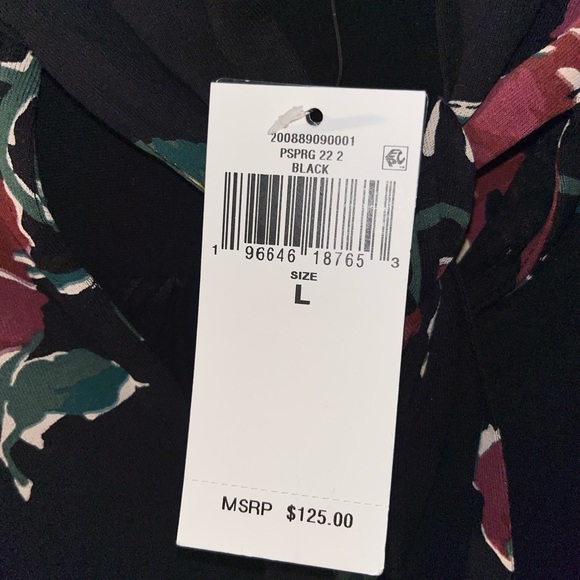 200889090001
PSPRG 22 2
BLACK
1 96646 18765 3
SIZE
L
MSRP $125.00